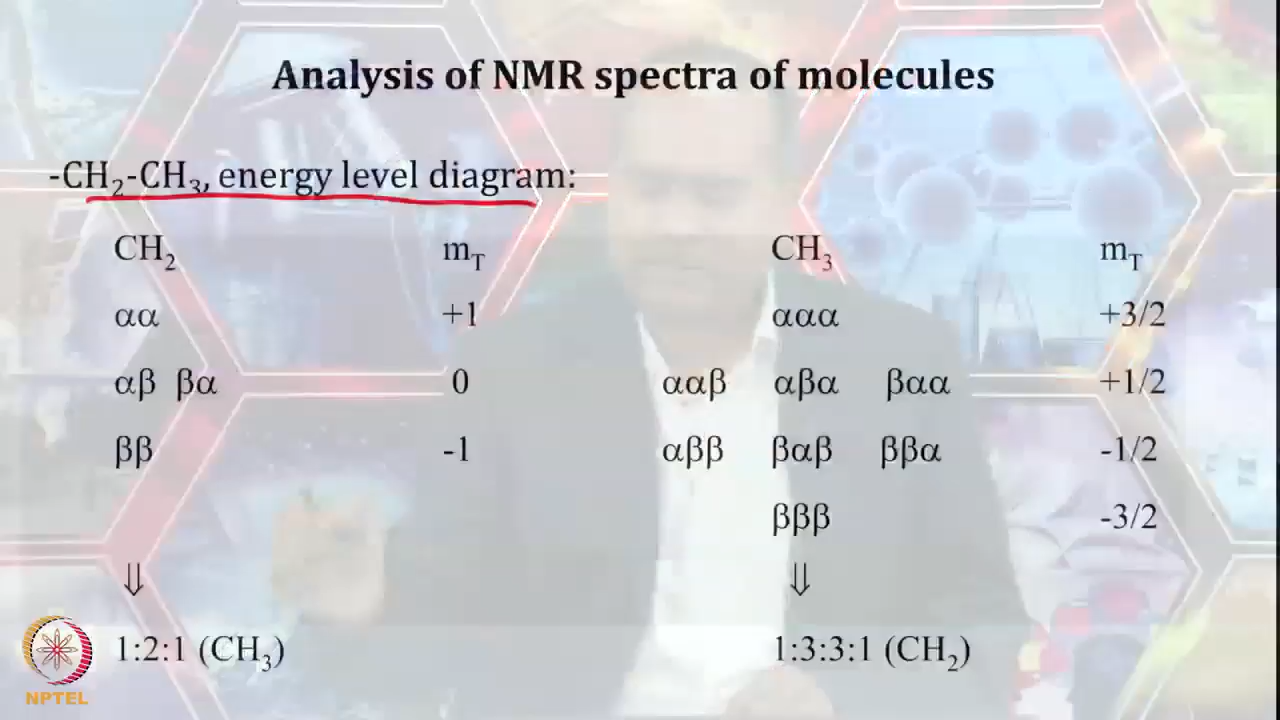 Analysis of NMR spectra of molecules
-CH₂-CH₃, energy level diagram:
CH₂ m_T CH₃ m_T
αα +1 ααα +3/2
αβ βα 0 ααβ αβα βαα +1/2
ββ -1 αββ βαβ ββα -1/2
βββ -3/2
⇓ ⇓
1:2:1 (CH₃) 1:3:3:1 (CH₂)
NPTEL